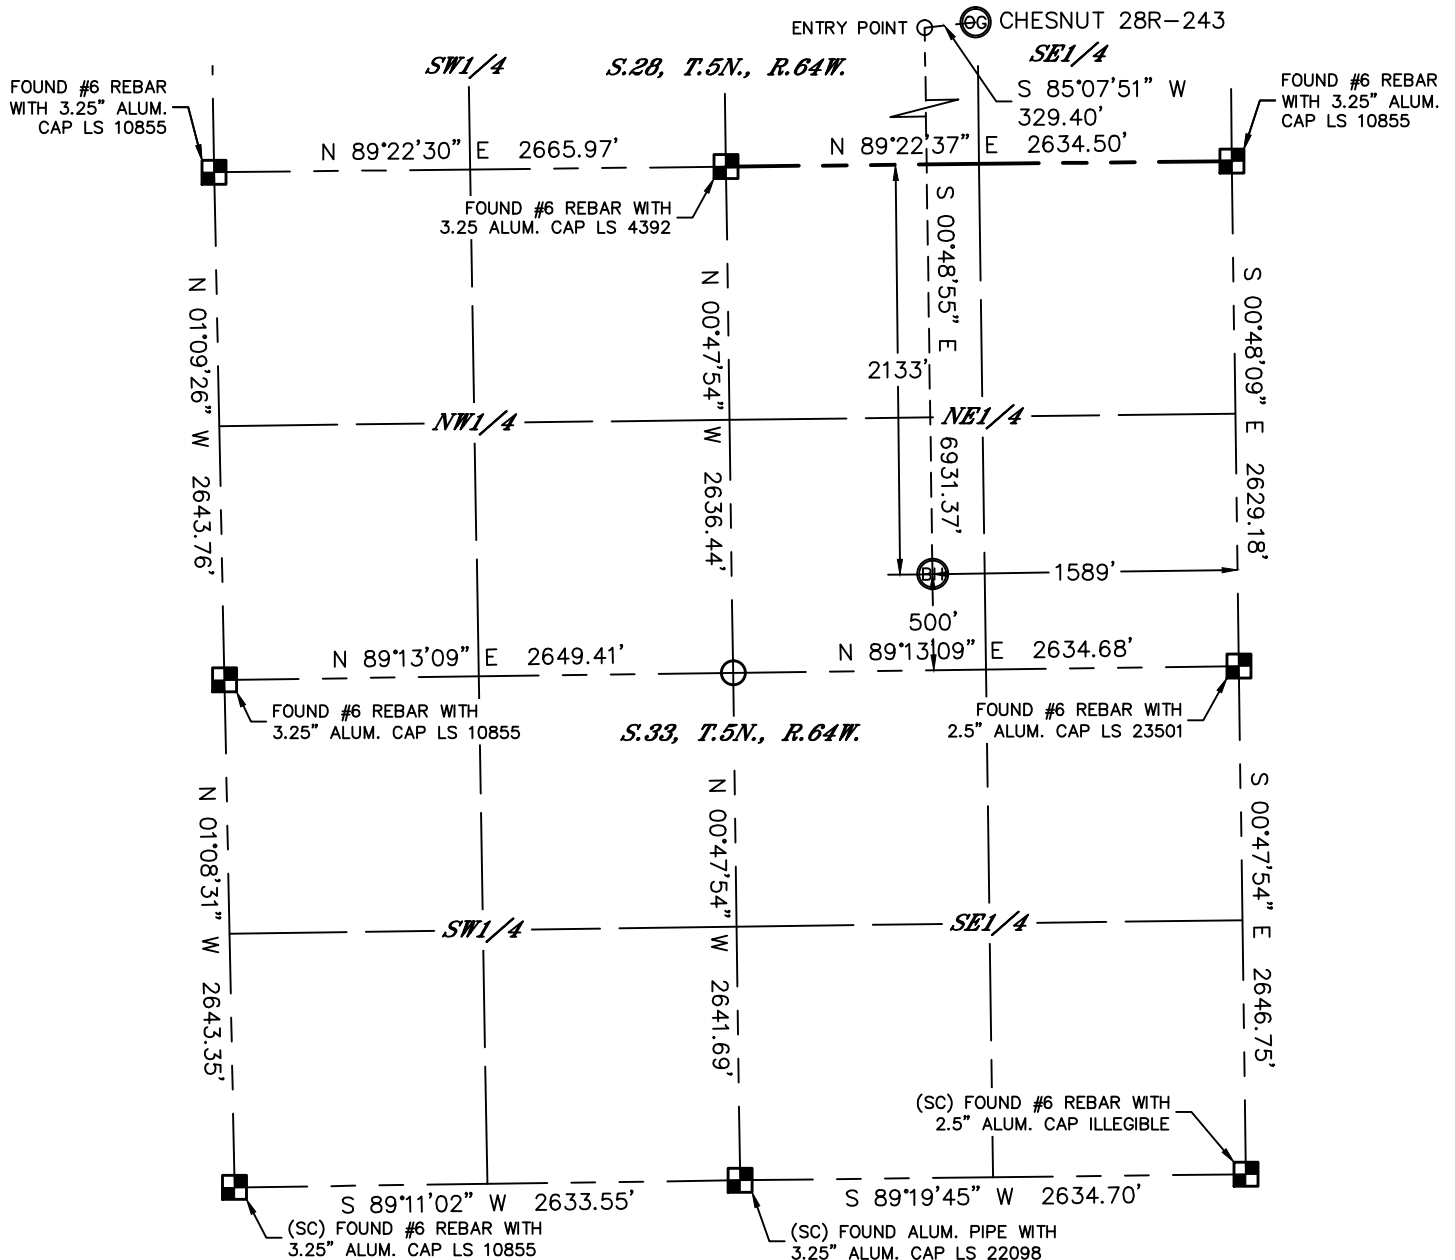 ENTRY POINT
OG CHESNUT 28R-243
SW1/4
S.28, T.5N., R.64W.
SE1/4
S 85°07'51" W
329.40'
FOUND #6 REBAR
WITH 3.25" ALUM.
CAP LS 10855
FOUND #6 REBAR
WITH 3.25" ALUM.
CAP LS 10855
N 89°22'30" E 2665.97'
N 89°22'37" E 2634.50'
FOUND #6 REBAR WITH
3.25 ALUM. CAP LS 4392
N 01°09'26" W 2643.76'
N 00°47'54" W 2636.44'
S 00°48'55" E 6931.37'
S 00°48'09" E 2629.18'
2133'
NW1/4
NE1/4
BH
1589'
500'
N 89°13'09" E 2649.41'
N 89°13'09" E 2634.68'
FOUND #6 REBAR WITH
3.25" ALUM. CAP LS 10855
FOUND #6 REBAR WITH
2.5" ALUM. CAP LS 23501
S.33, T.5N., R.64W.
N 01°08'31" W 2643.35'
N 00°47'54" W 2641.69'
S 00°47'54" E 2646.75'
SW1/4
SE1/4
(SC) FOUND #6 REBAR WITH
2.5" ALUM. CAP ILLEGIBLE
S 89°11'02" W 2633.55'
S 89°19'45" W 2634.70'
(SC) FOUND #6 REBAR WITH
3.25" ALUM. CAP LS 10855
(SC) FOUND ALUM. PIPE WITH
3.25" ALUM. CAP LS 22098